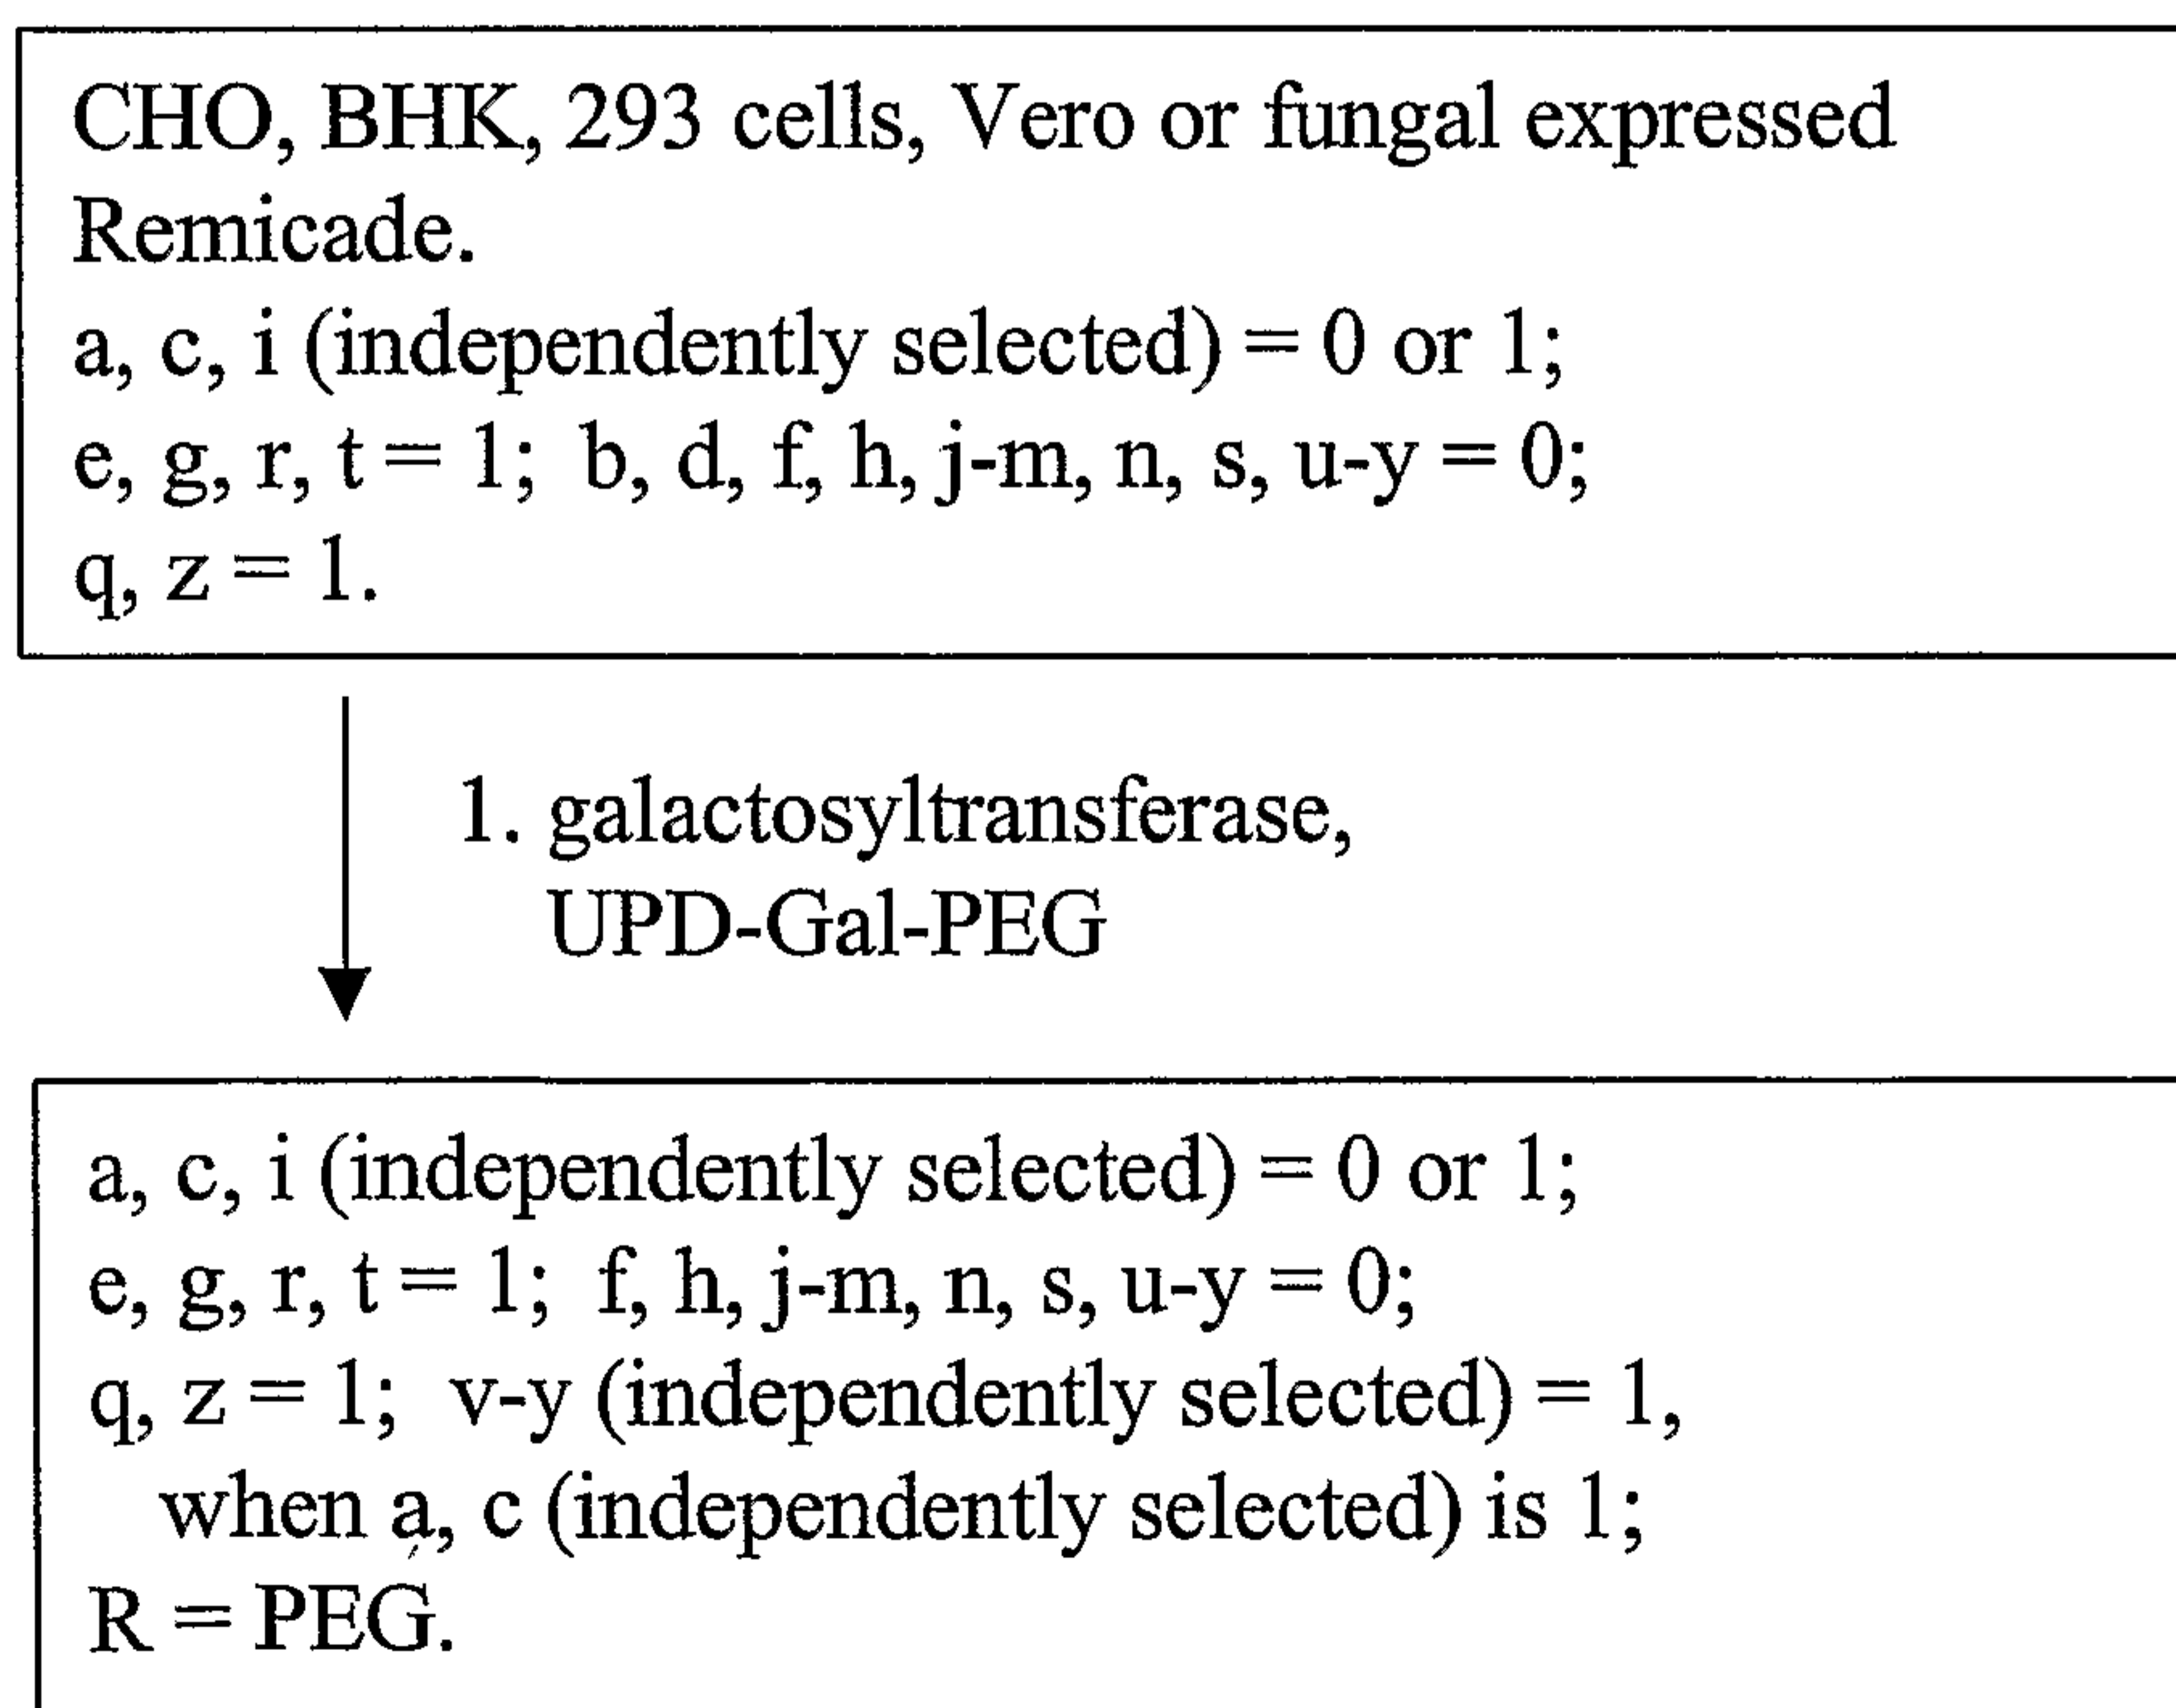 CHO, BHK, 293 cells, Vero or fungal expressed
Remicade.
a, c, i (independently selected) = 0 or 1;
e, g, r, t = 1; b, d, f, h, j-m, n, s, u-y = 0;
q, z = 1.
1. galactosyltransferase,
UPD-Gal-PEG
a, c, i (independently selected) = 0 or 1;
e, g, r, t = 1; f, h, j-m, n, s, u-y = 0;
q, z = 1; v-y (independently selected) = 1,
when a, c (independently selected) is 1;
R = PEG.